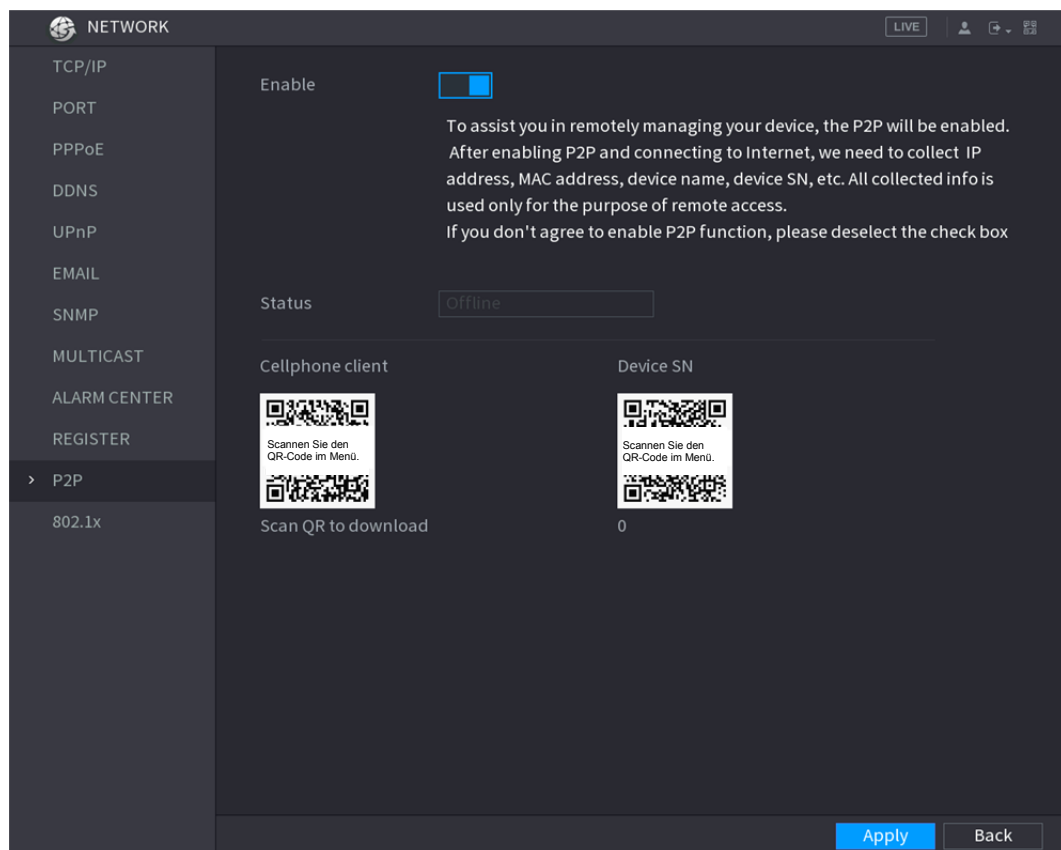 NETWORK
LIVE
TCP/IP
PORT
PPPoE
DDNS
UPnP
EMAIL
SNMP
MULTICAST
ALARM CENTER
REGISTER
P2P
802.1x
Enable
To assist you in remotely managing your device, the P2P will be enabled.
After enabling P2P and connecting to Internet, we need to collect IP
address, MAC address, device name, device SN, etc. All collected info is
used only for the purpose of remote access.
If you don't agree to enable P2P function, please deselect the check box
Status
Offline
Cellphone client
Scannen Sie den
QR-Code im Menü.
Scan QR to download
Device SN
Scannen Sie den
QR-Code im Menü.
0
Apply
Back